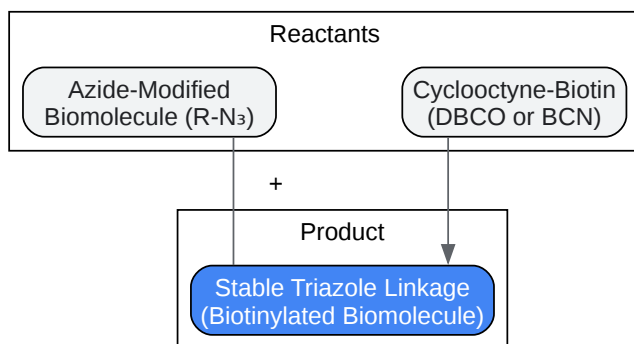 Reactants
Azide-Modified
Biomolecule (R-N₃)
Cyclooctyne-Biotin
(DBCO or BCN)
+
Product
Stable Triazole Linkage
(Biotinylated Biomolecule)